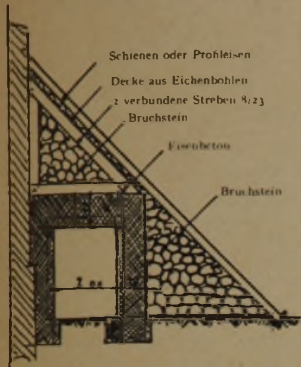 Schienen oder Profileisen
Decke aus Eichenbohlen
2 verbundene Streben 8/23
Bruchstein
Eisenbeton
Bruchstein